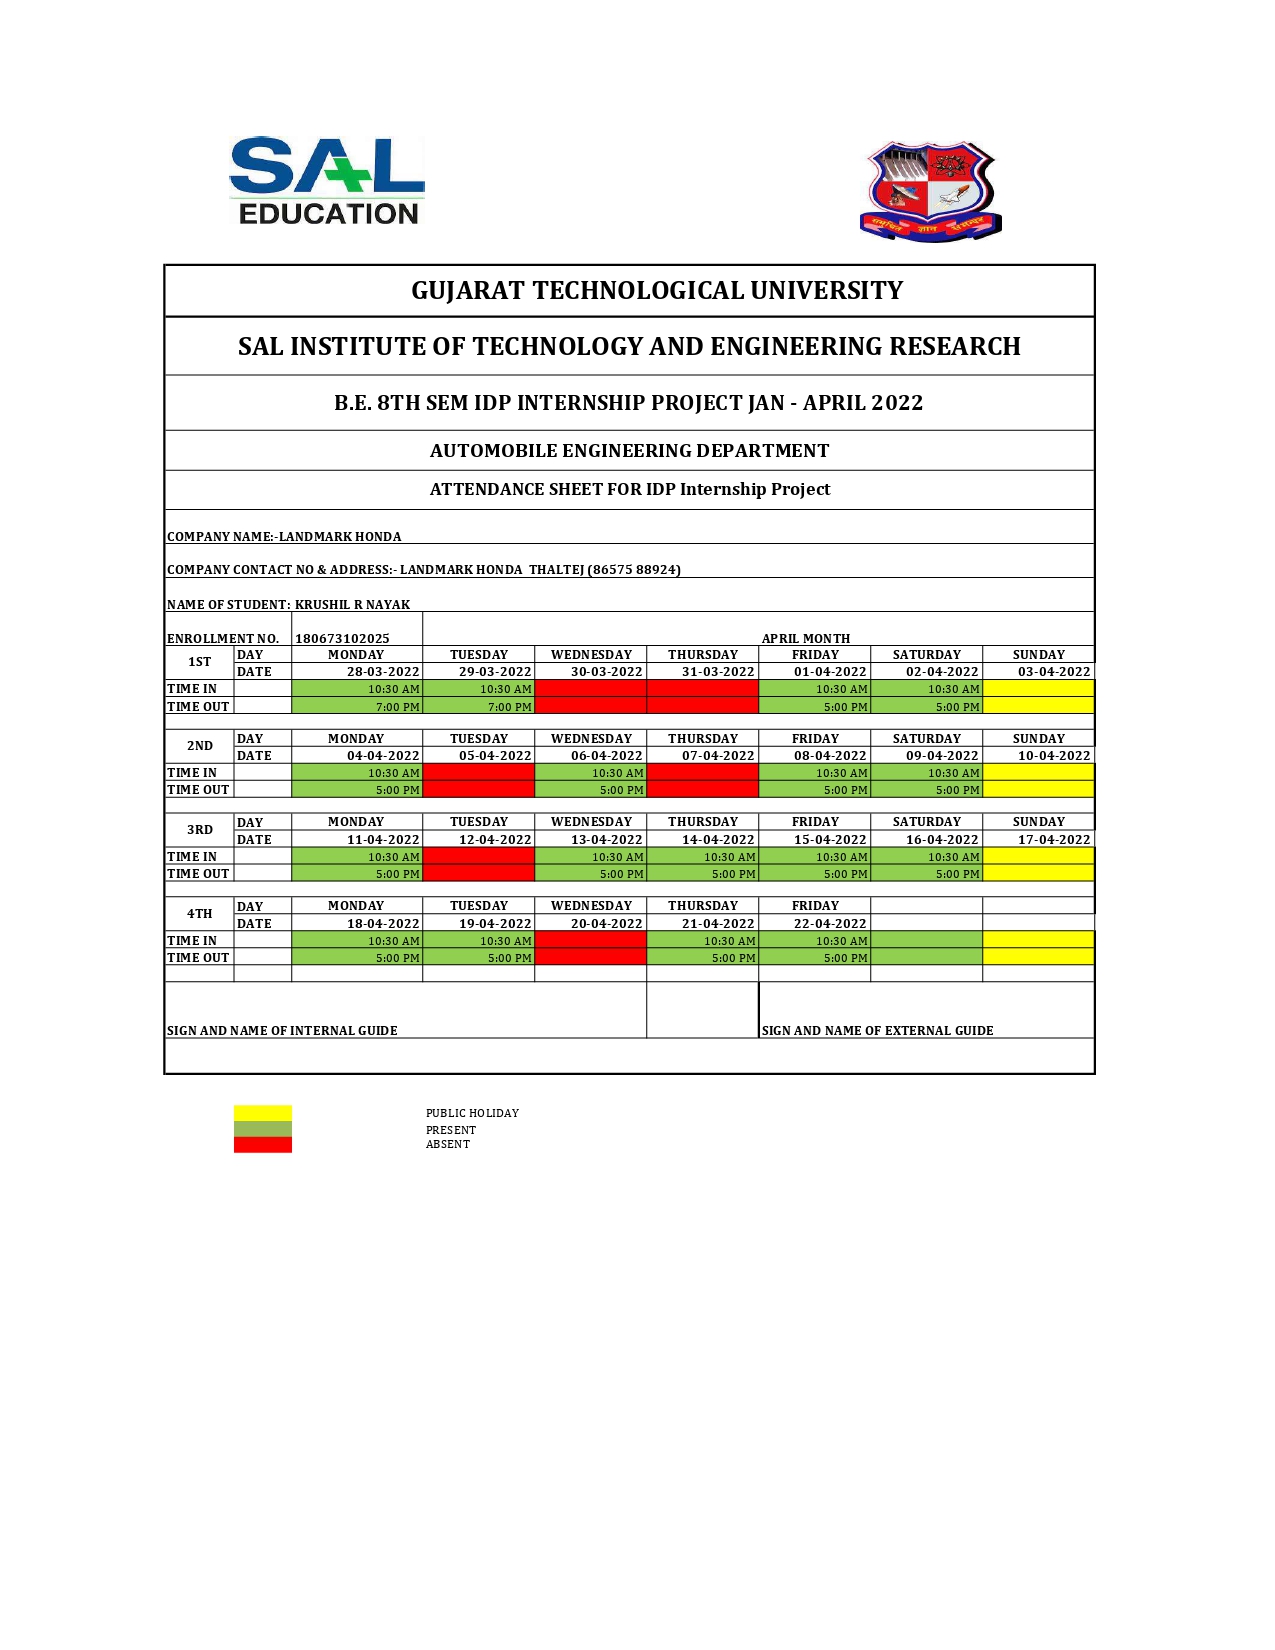 SAL
EDUCATION
GUJARAT TECHNOLOGICAL UNIVERSITY
SAL INSTITUTE OF TECHNOLOGY AND ENGINEERING RESEARCH
B.E. 8TH SEM IDP INTERNSHIP PROJECT JAN - APRIL 2022
AUTOMOBILE ENGINEERING DEPARTMENT
ATTENDANCE SHEET FOR IDP Internship Project
COMPANY NAME:-LANDMARK HONDA
COMPANY CONTACT NO & ADDRESS:- LANDMARK HONDA THALTEJ (86575 88924)
NAME OF STUDENT: KRUSHIL R NAYAK
ENROLLMENT NO. 180673102025 APRIL MONTH
1ST DAY MONDAY TUESDAY WEDNESDAY THURSDAY FRIDAY SATURDAY SUNDAY
DATE 28-03-2022 29-03-2022 30-03-2022 31-03-2022 01-04-2022 02-04-2022 03-04-2022
TIME IN 10:30 AM 10:30 AM 10:30 AM 10:30 AM
TIME OUT 7:00 PM 7:00 PM 5:00 PM 5:00 PM
2ND DAY MONDAY TUESDAY WEDNESDAY THURSDAY FRIDAY SATURDAY SUNDAY
DATE 04-04-2022 05-04-2022 06-04-2022 07-04-2022 08-04-2022 09-04-2022 10-04-2022
TIME IN 10:30 AM 10:30 AM 10:30 AM 10:30 AM
TIME OUT 5:00 PM 5:00 PM 5:00 PM 5:00 PM
3RD DAY MONDAY TUESDAY WEDNESDAY THURSDAY FRIDAY SATURDAY SUNDAY
DATE 11-04-2022 12-04-2022 13-04-2022 14-04-2022 15-04-2022 16-04-2022 17-04-2022
TIME IN 10:30 AM 10:30 AM 10:30 AM 10:30 AM 10:30 AM
TIME OUT 5:00 PM 5:00 PM 5:00 PM 5:00 PM 5:00 PM
4TH DAY MONDAY TUESDAY WEDNESDAY THURSDAY FRIDAY
DATE 18-04-2022 19-04-2022 20-04-2022 21-04-2022 22-04-2022
TIME IN 10:30 AM 10:30 AM 10:30 AM 10:30 AM
TIME OUT 5:00 PM 5:00 PM 5:00 PM 5:00 PM
SIGN AND NAME OF INTERNAL GUIDE SIGN AND NAME OF EXTERNAL GUIDE
PUBLIC HOLIDAY
PRESENT
ABSENT